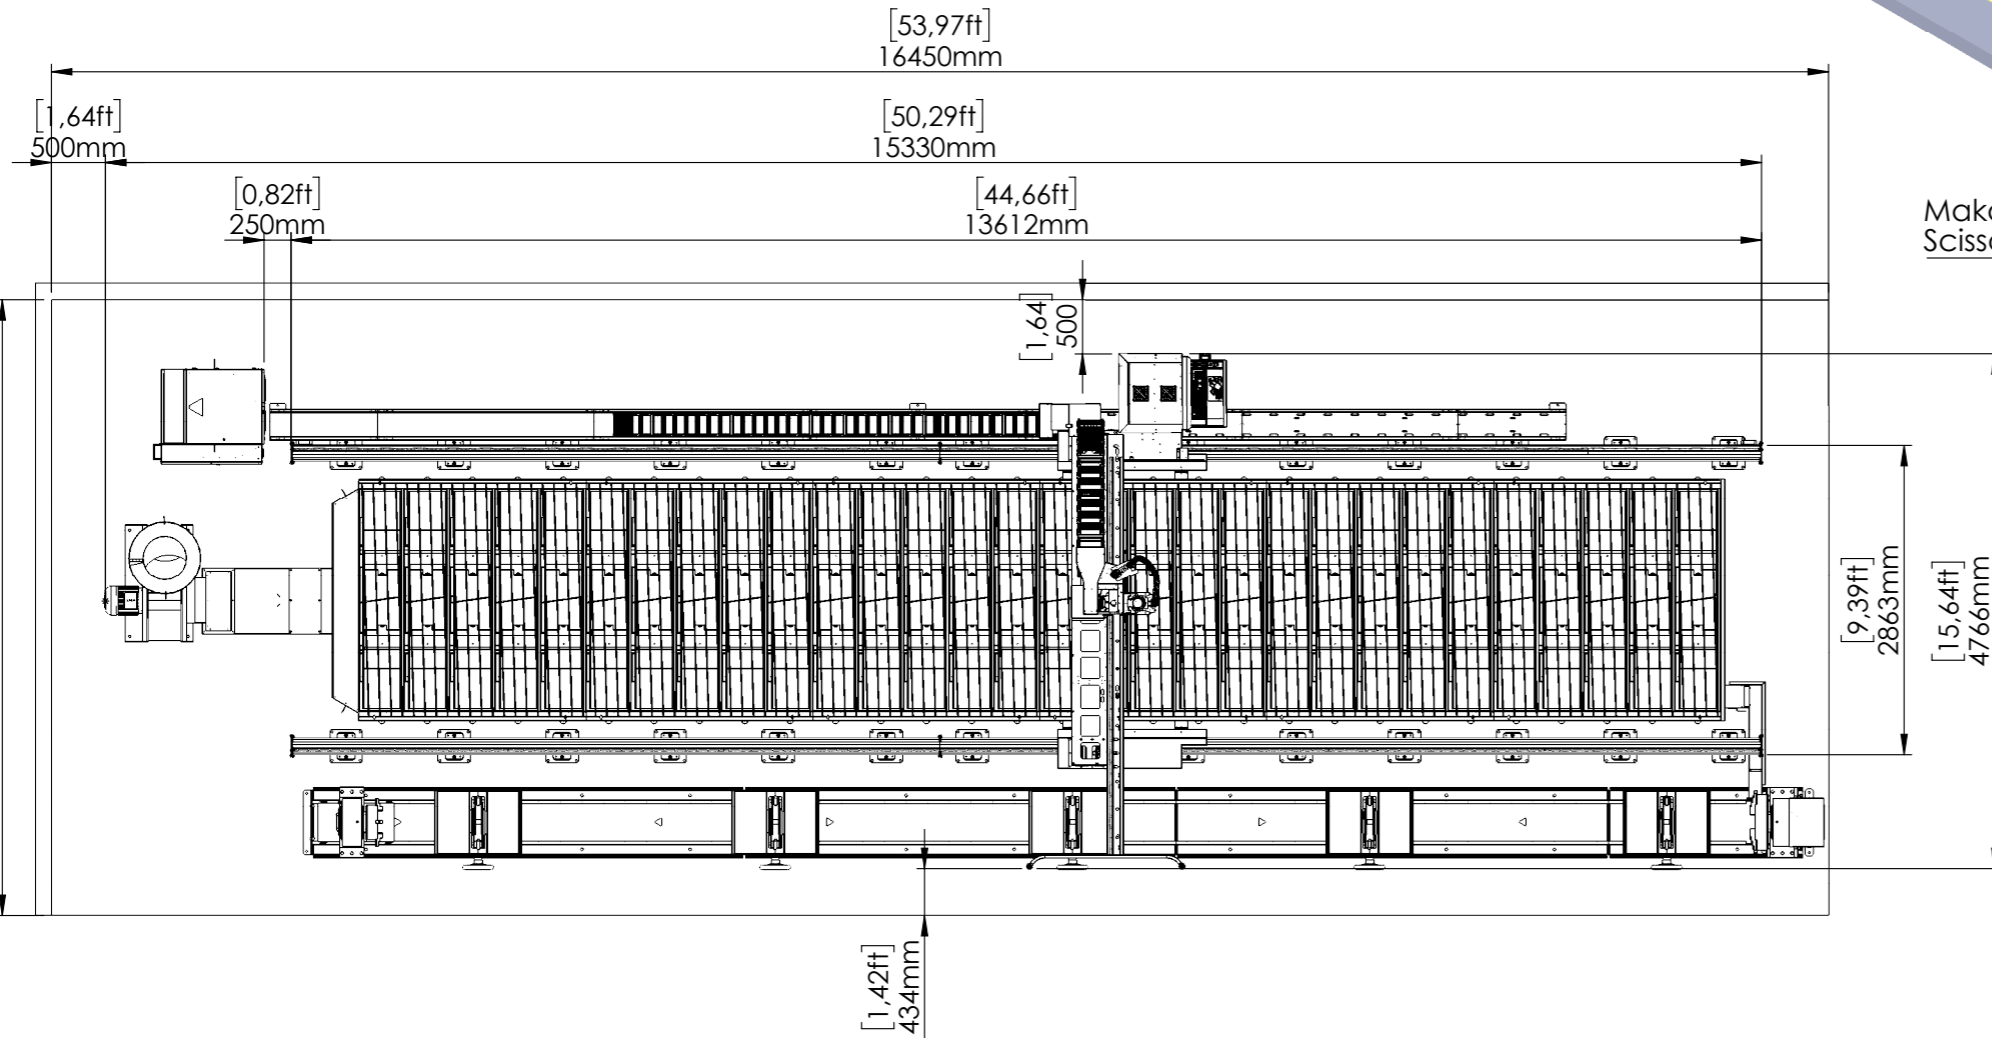 [53,97ft]
16450mm
[1,64ft]
500mm
[50,29ft]
15330mm
[0,82ft]
250mm
[44,66ft]
13612mm
[1,64]
500
[9,39ft]
2863mm
[15,64ft]
4766mm
[1,42ft]
434mm